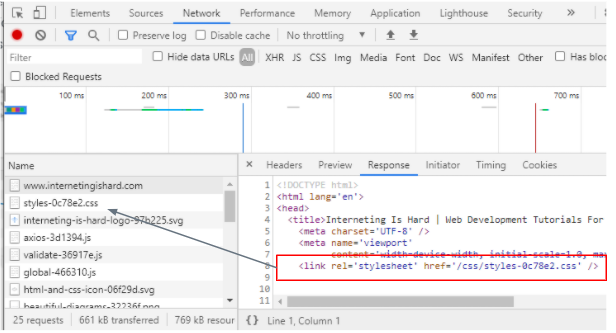 Elements Sources Network Performance Memory Application Lighthouse Security »
Preserve log Disable cache No throttling ▼
Filter Hide data URLs All XHR JS CSS Img Media Font Doc WS Manifest Other Has bloc
Blocked Requests
100 ms 200 ms 300 ms 400 ms 500 ms 600 ms 700 ms
Name
www.internetingishard.com
styles-0c78e2.css
interneting-is-hard-logo-97b225.svg
axios-3d1394.js
validate-36917e.js
global-466310.js
html-and-css-icon-06f29d.svg
beautiful-diagrams-32236f.png
25 requests 661 kB transferred 769 kB resour
× Headers Preview Response Initiator Timing Cookies
1 <!DOCTYPE html>
2 <html lang='en'>
3 <head>
4 <title>Interneting Is Hard | Web Development Tutorials For
5 <meta charset='UTF-8' />
6 <meta name='viewport'
7 content='width=device-width, initial-scale=1.0, ma
8 <link rel='stylesheet' href='/css/styles-0c78e2.css' />
9
10
11
{} Line 1, Column 1